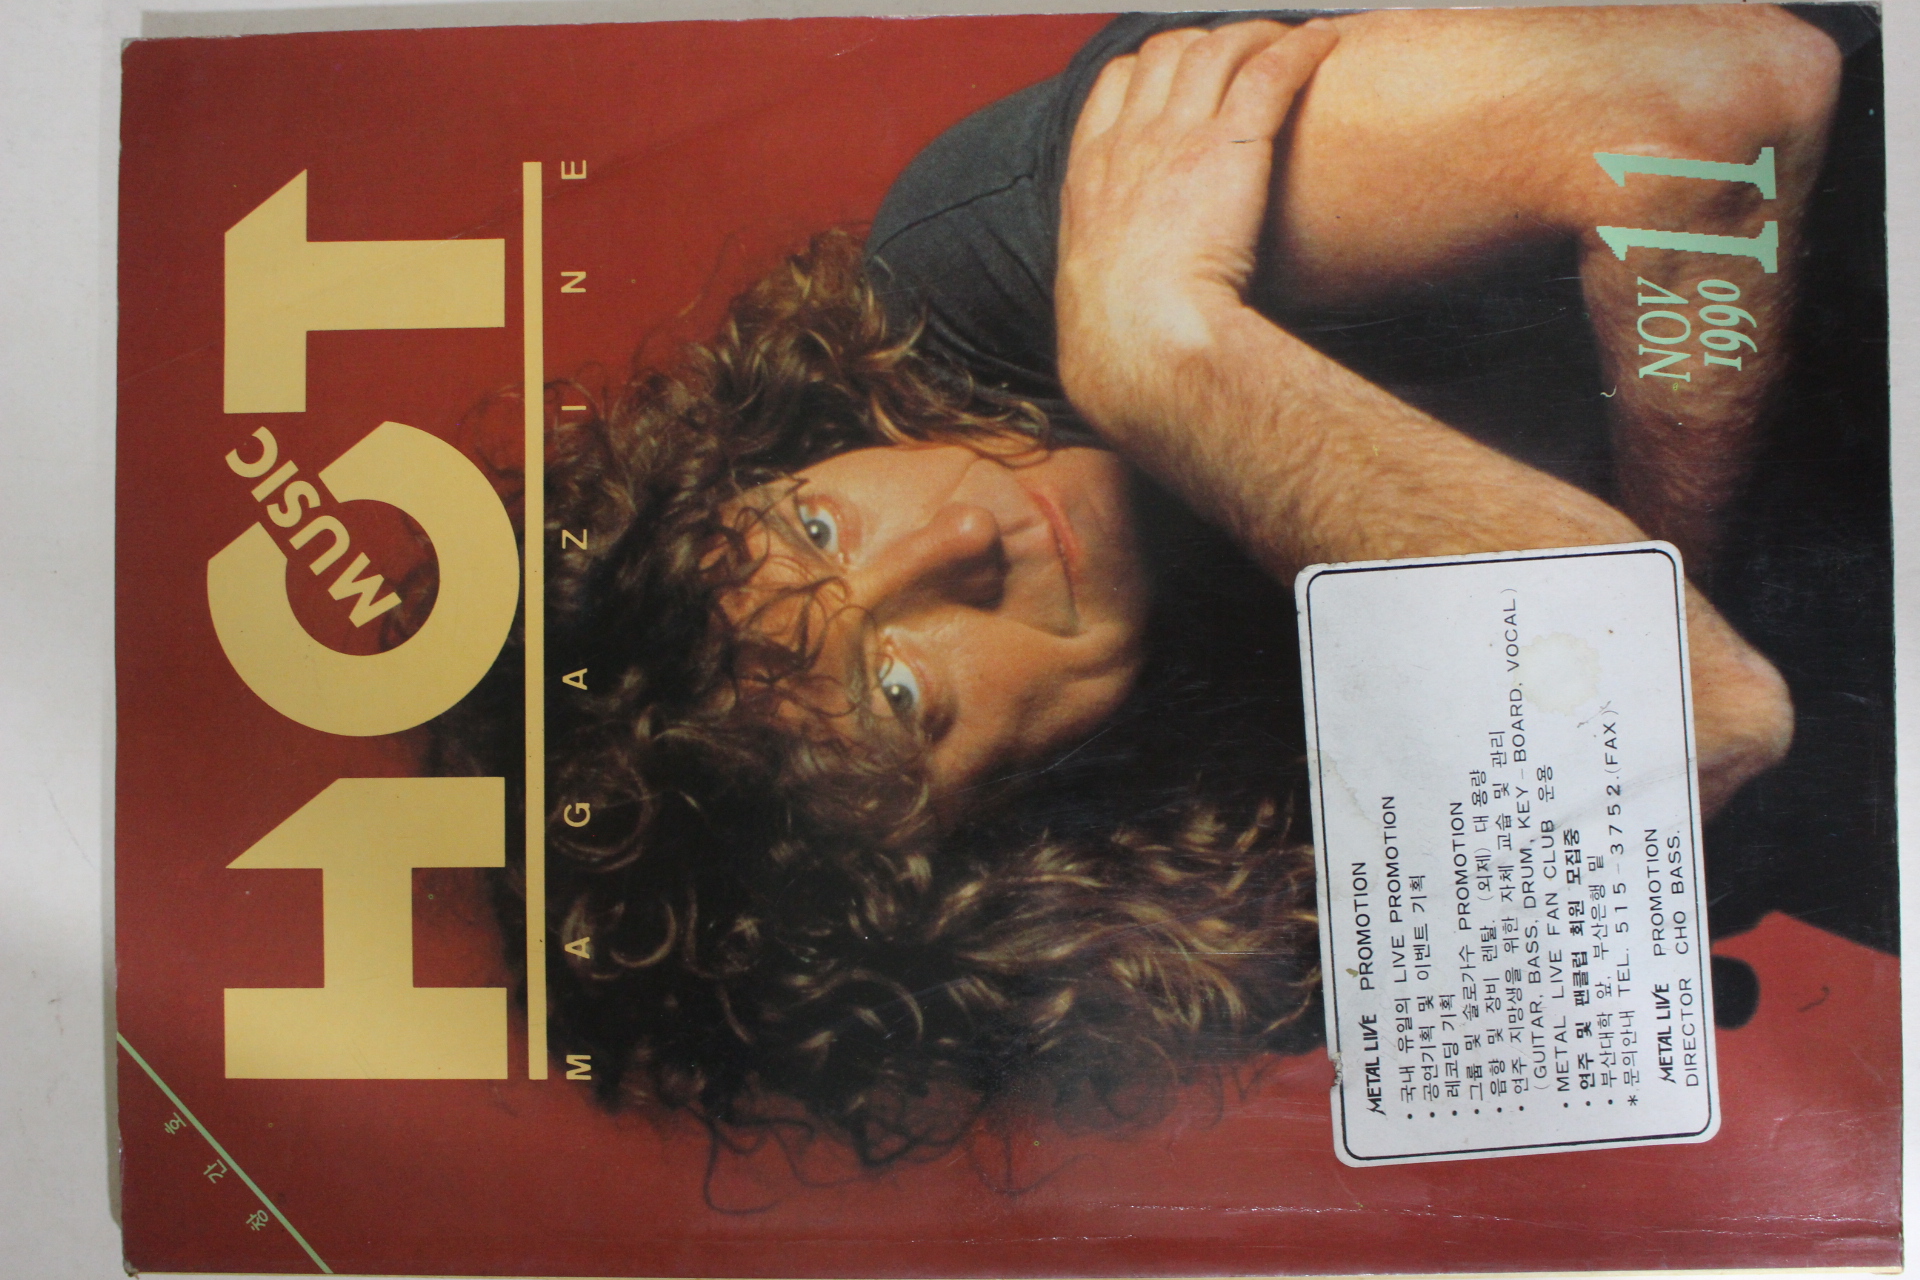 창 간 호
HOT
MUSIC
MAGAZINE
NOV
1990
11
METAL LIVE PROMOTION
• 국내 유일의 LIVE PROMOTION
• 공연기획 및 이벤트 기획
• 레코딩 기획
• 그룹 및 솔로가수 PROMOTION
• 음향 및 장비 렌탈. (외제) 대 용량
• 연주 지망생을 위한 자체 교습 및 관리
(GUITAR, BASS, DRUM, KEY-BOARD, VOCAL)
• METAL LIVE FAN CLUB 운용
• 연주 및 팬클럽 회원 모집중
• 부산대학 앞, 부산은행 밑
*문의안내 TEL. 515-3752.(FAX)
METAL LIVE PROMOTION
DIRECTOR CHO BASS.